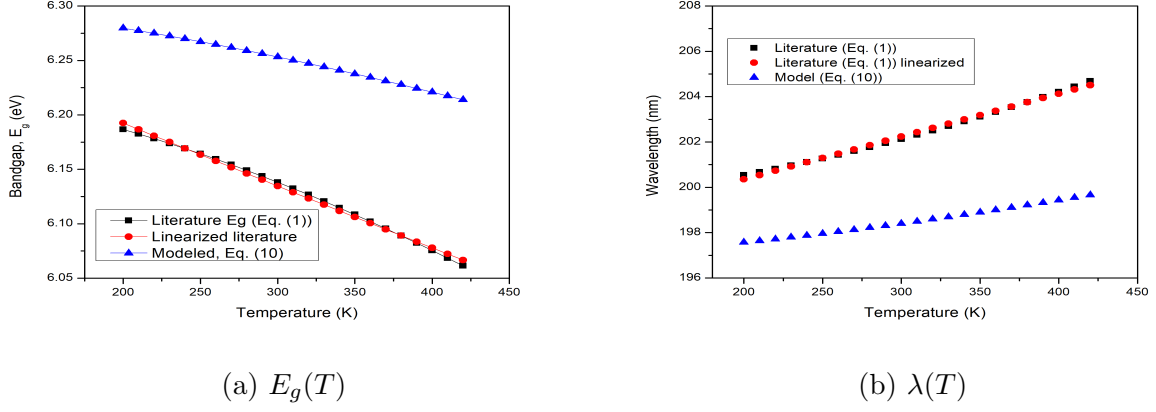 6.30
6.25
6.20
6.15
6.10
6.05
Bandgap, E_g (eV)
Literature Eg (Eq. (1))
Linearized literature
Modeled, Eq. (10)
200 250 300 350 400 450
Temperature (K)
(a) E_g(T)
208
206
204
202
200
198
196
Wavelength (nm)
Literature (Eq. (1))
Literature (Eq. (1)) linearized
Model (Eq. (10))
200 250 300 350 400 450
Temperature (K)
(b) λ(T)